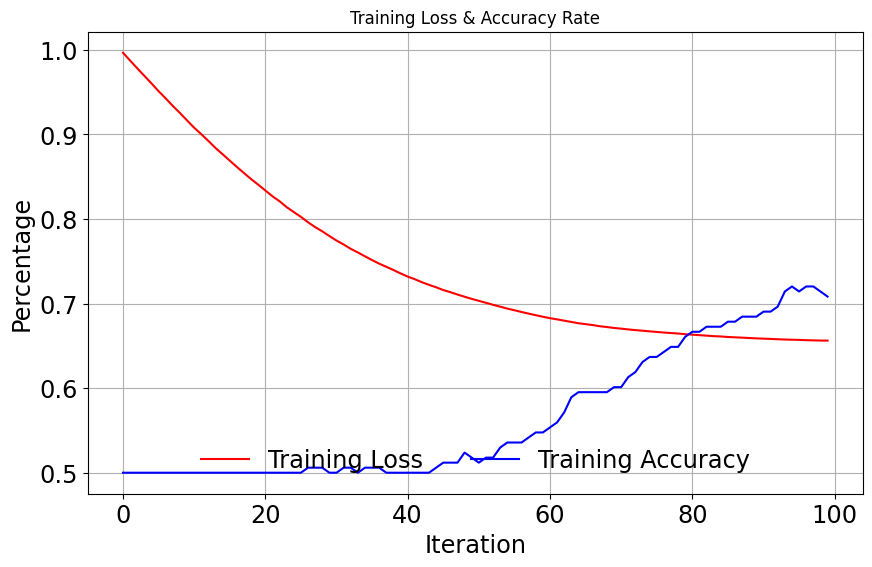 Training Loss & Accuracy Rate
1.0
0.9
0.8
0.7
0.6
0.5
Percentage
Training Loss
Training Accuracy
0
20
40
60
80
100
Iteration